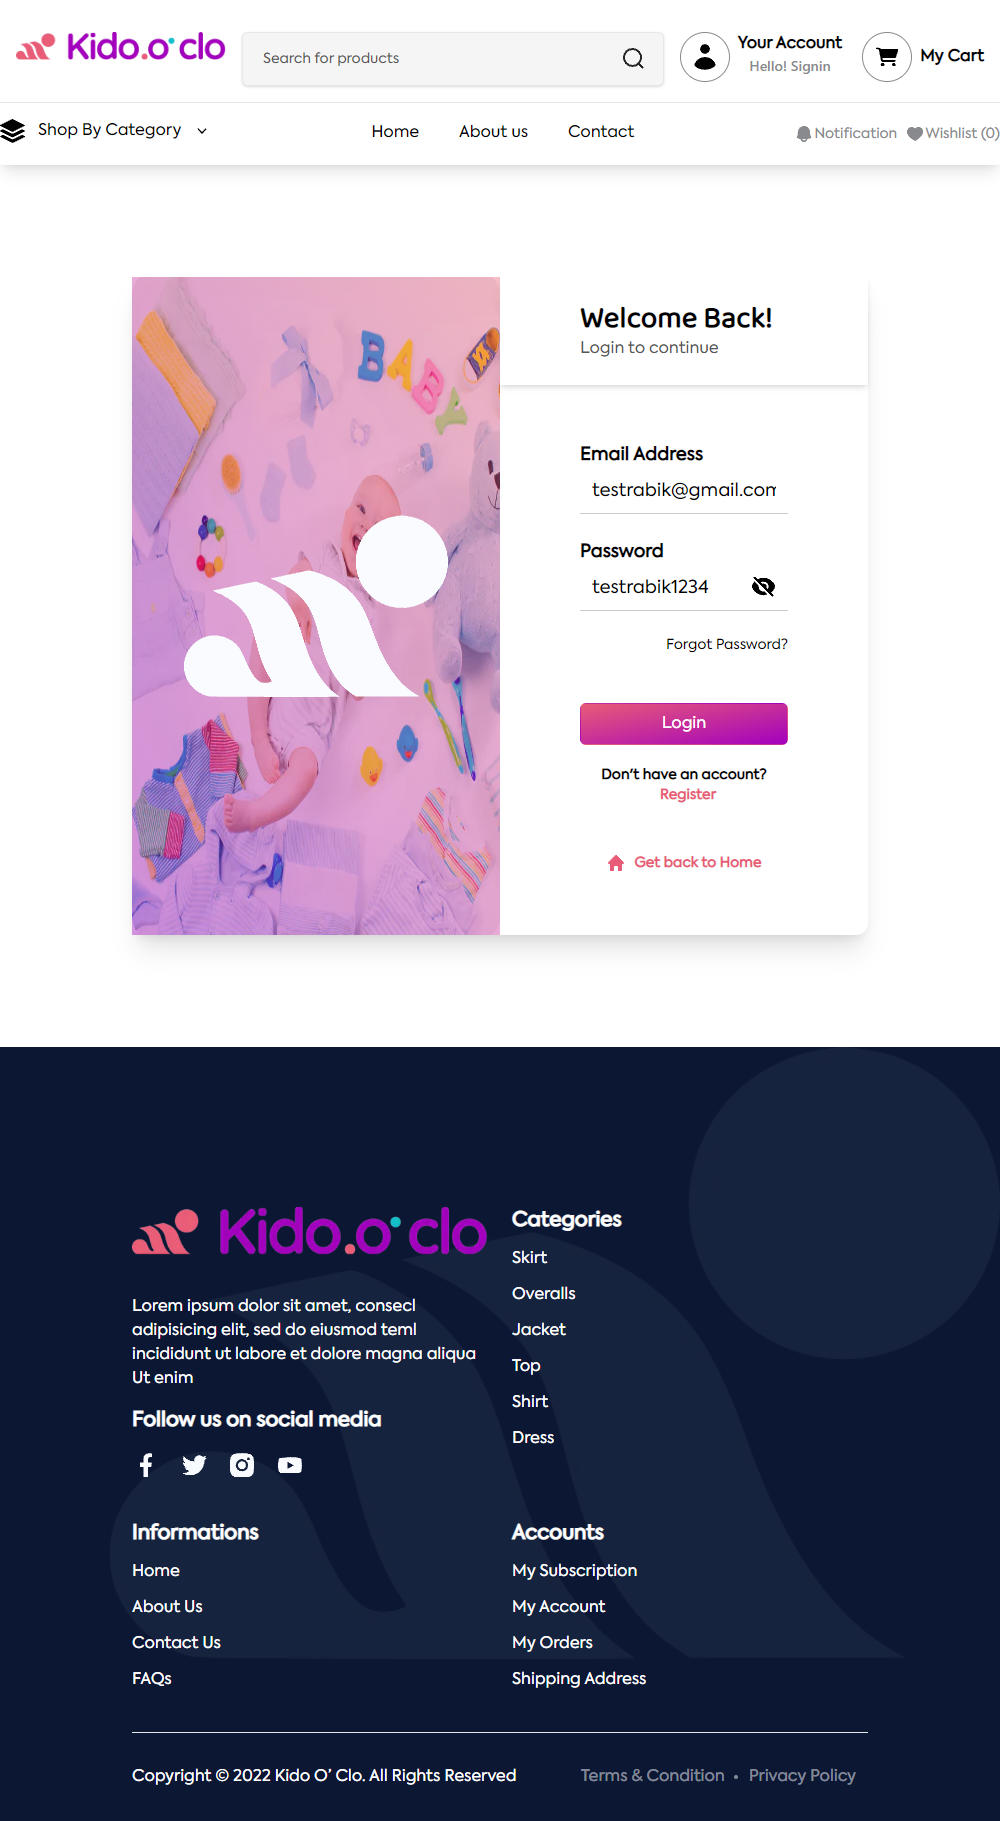 Kido.o' clo
Search for products
Your Account
Hello! Signin
My Cart
Shop By Category
Home
About us
Contact
Notification
Wishlist (0)
BABY
Welcome Back!
Login to continue
Email Address
testrabik@gmail.com
Password
testrabik1234
Forgot Password?
Login
Don't have an account?
Register
Get back to Home
Kido.o' clo
Lorem ipsum dolor sit amet, consecl
adipisicing elit, sed do eiusmod teml
incididunt ut labore et dolore magna aliqua
Ut enim
Follow us on social media
Categories
Skirt
Overalls
Jacket
Top
Shirt
Dress
Informations
Home
About Us
Contact Us
FAQs
Accounts
My Subscription
My Account
My Orders
Shipping Address
Copyright © 2022 Kido O’ Clo. All Rights Reserved
Terms & Condition • Privacy Policy